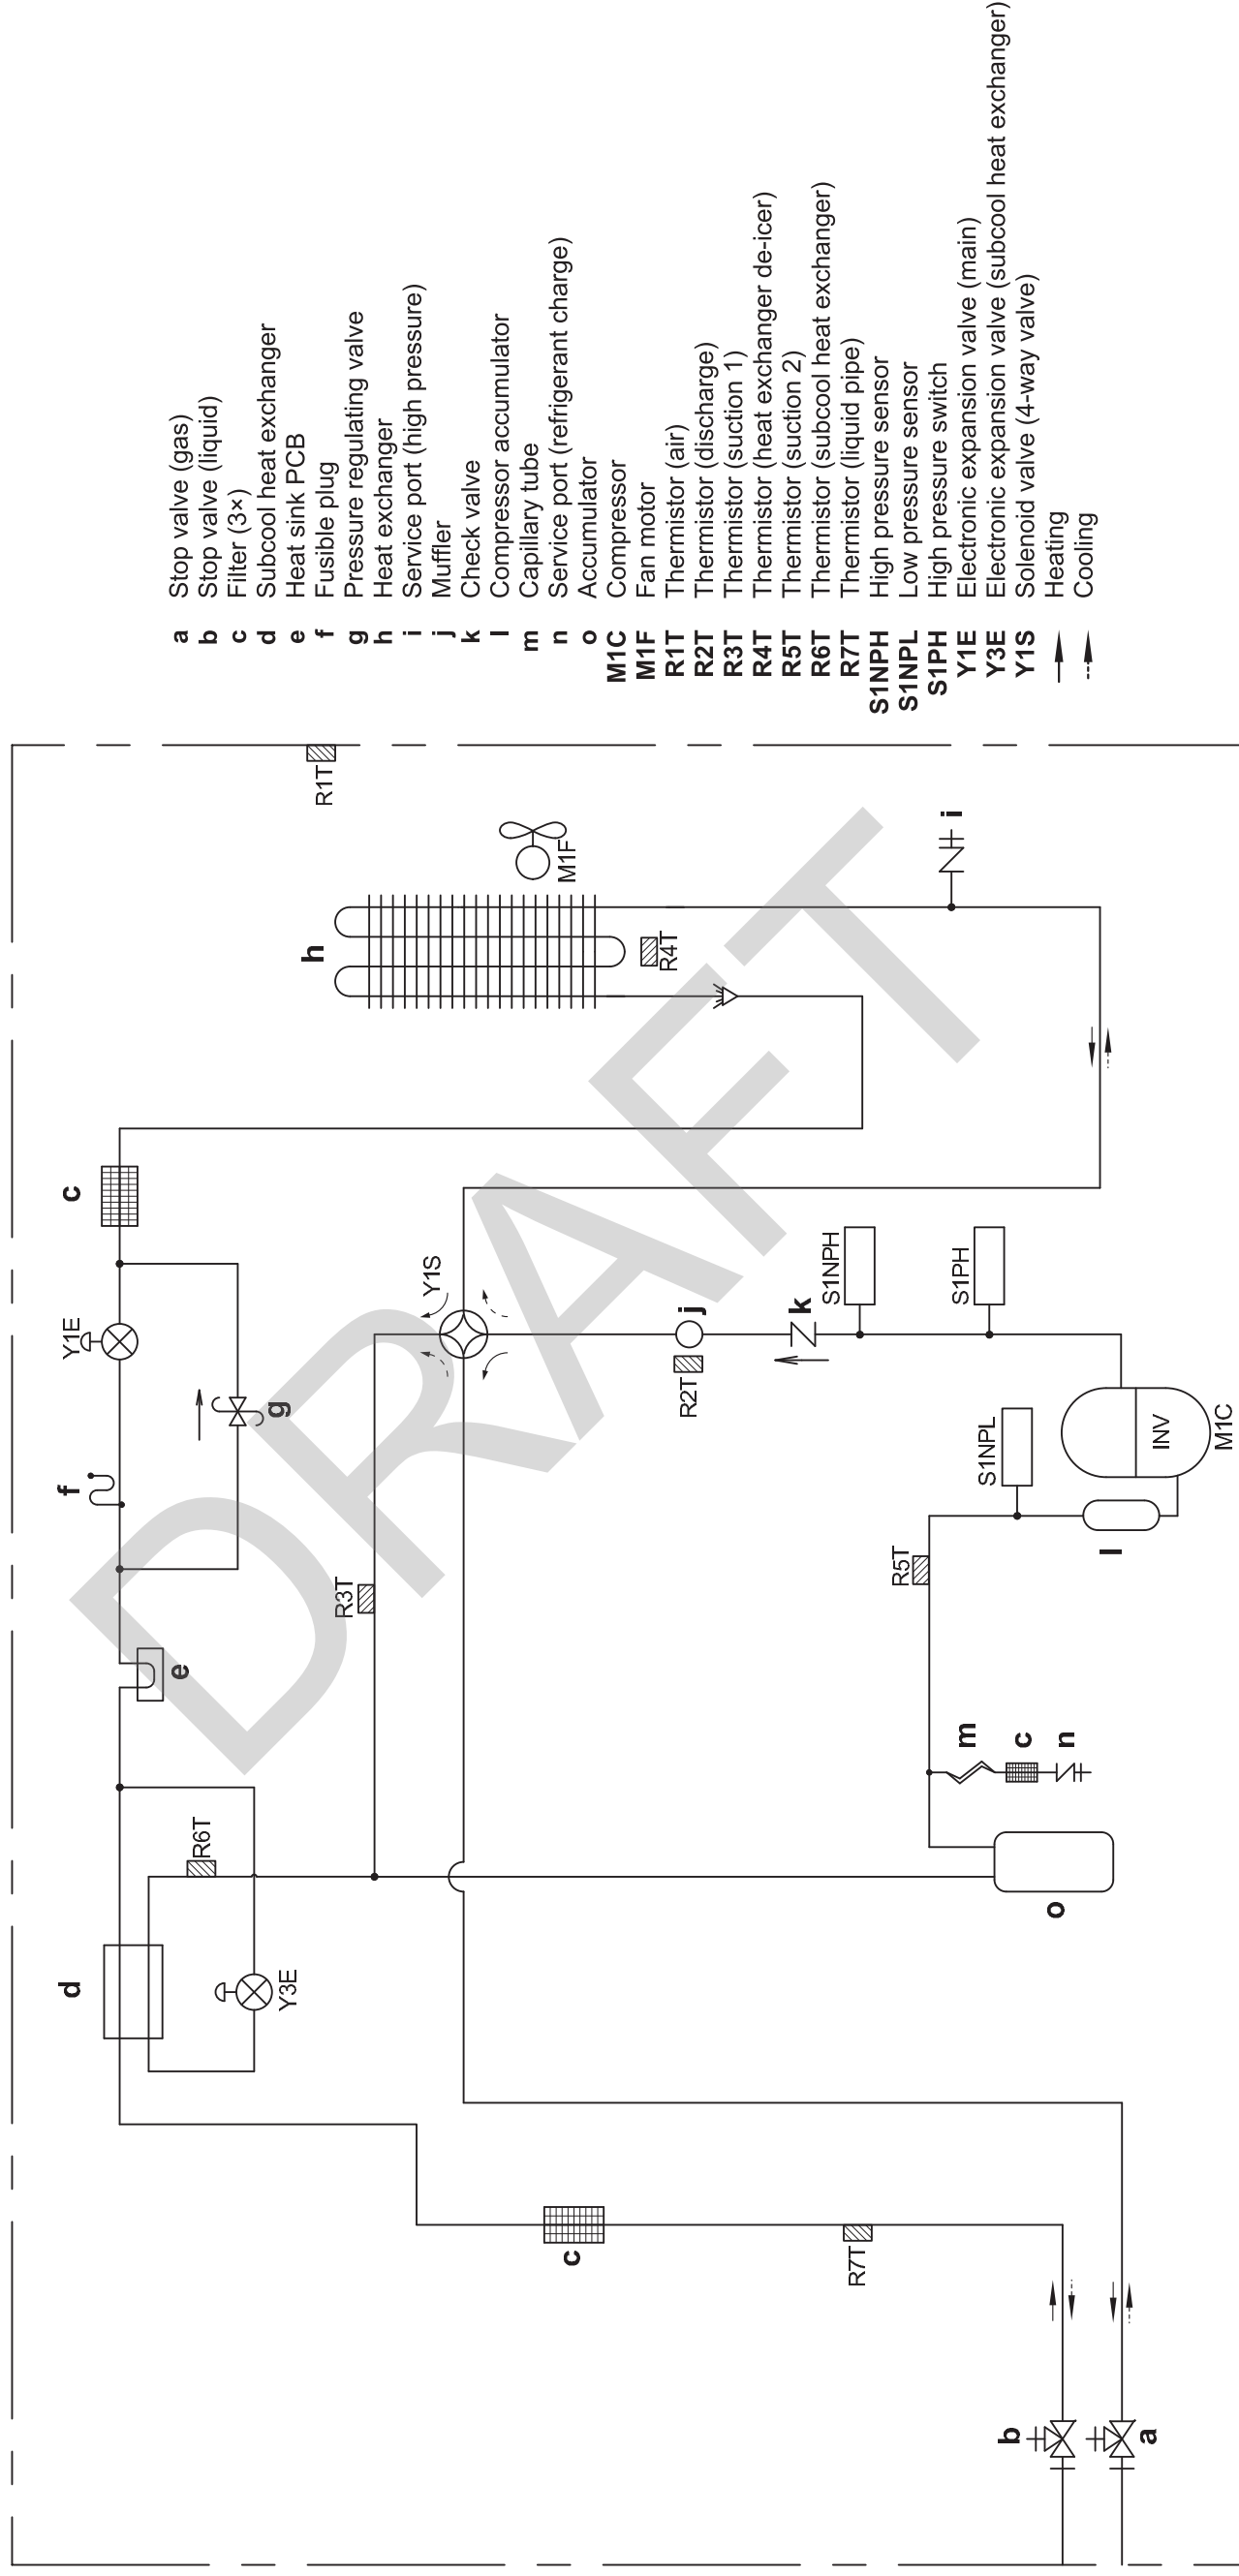 a Stop valve (gas)
b Stop valve (liquid)
c Filter (3×)
d Subcool heat exchanger
e Heat sink PCB
f Fusible plug
g Pressure regulating valve
h Heat exchanger
i Service port (high pressure)
j Muffler
k Check valve
l Compressor accumulator
m Capillary tube
n Service port (refrigerant charge)
o Accumulator
M1C Compressor
M1F Fan motor
R1T Thermistor (air)
R2T Thermistor (discharge)
R3T Thermistor (suction 1)
R4T Thermistor (heat exchanger de-icer)
R5T Thermistor (suction 2)
R6T Thermistor (subcool heat exchanger)
R7T Thermistor (liquid pipe)
S1NPH High pressure sensor
S1NPL Low pressure sensor
S1PH High pressure switch
Y1E Electronic expansion valve (main)
Y3E Electronic expansion valve (subcool heat exchanger)
Y1S Solenoid valve (4-way valve)
Heating
Cooling
R1T
M1F
h
R4T
i
c
Y1E
g
f
e
Y1S
R3T
R2T
j
k
S1NPH
S1PH
S1NPL
INV
M1C
l
R5T
m
c
n
o
R6T
d
Y3E
c
R7T
b
a
DRAFT